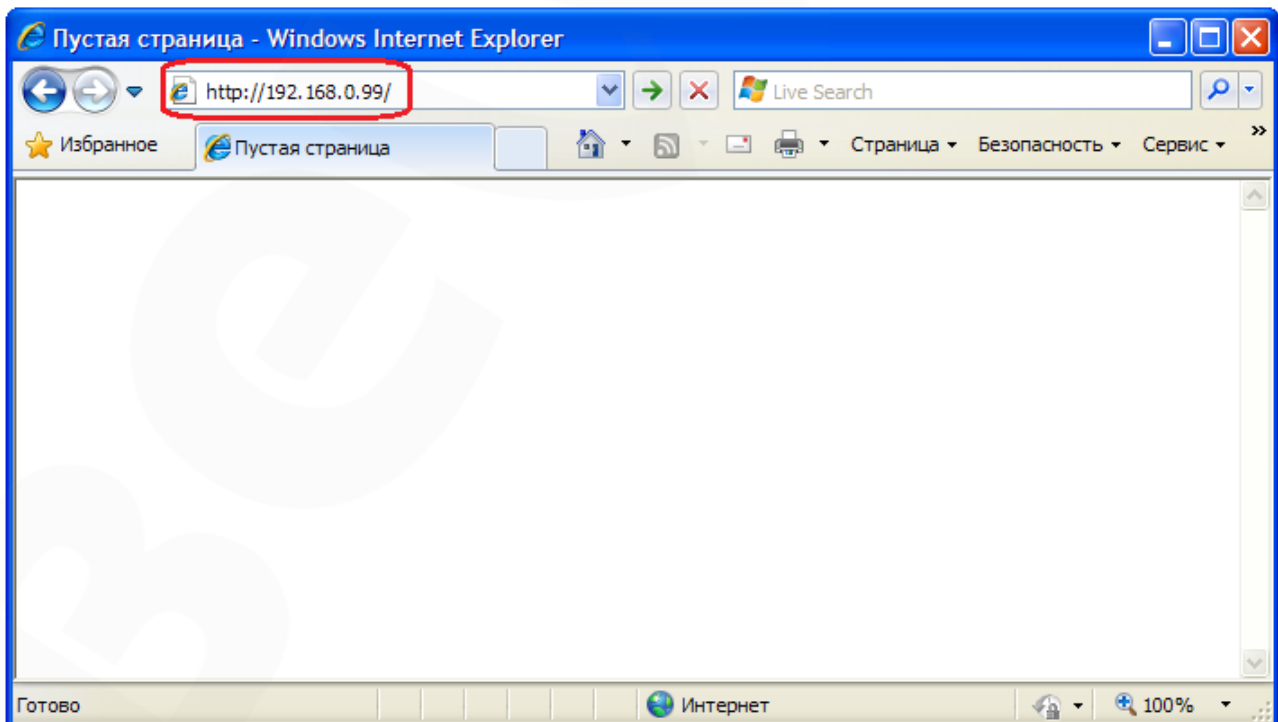 Пустая страница - Windows Internet Explorer
http://192.168.0.99/ Live Search
Избранное Пустая страница Страница Безопасность Сервис »
Готово Интернет 100%